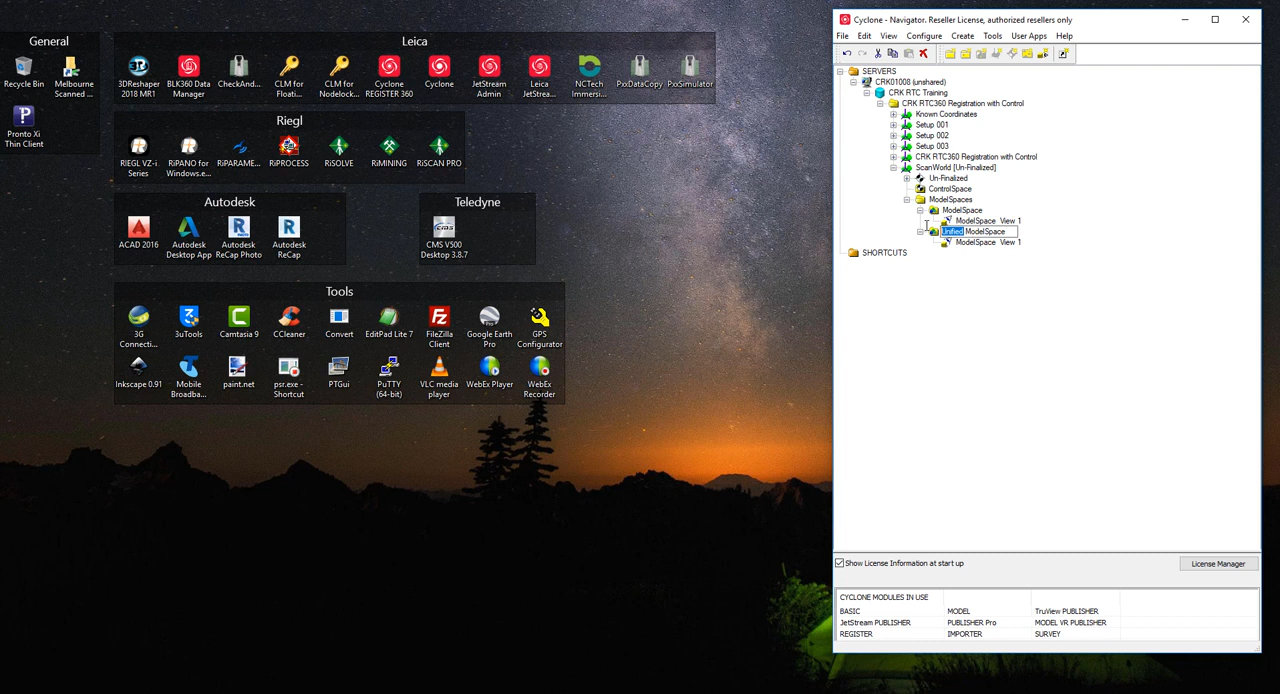 General
Recycle Bin
Melbourne
Scanned ...
Pronto Xi
Thin Client
Leica
3DReshaper
2018 MR1
BLK360 Data
Manager
CheckAnd...
CLM for
Floati...
CLM for
Nodelock...
Cyclone
REGISTER 360
Cyclone
JetStream
Admin
Leica
JetStrea...
NCTech
Immersi...
PxxDataCopy
PxxSimulator
Riegl
RIEGL VZ-i
Series
RiPANO for
Windows.e...
RiPARAME...
RiPROCESS
RiSOLVE
RiMINING
RiSCAN PRO
Autodesk
ACAD 2016
Autodesk
Desktop App
Autodesk
ReCap Photo
Autodesk
ReCap
Teledyne
CMS V500
Desktop 3.8.7
Tools
3G
Connecti...
3uTools
Camtasia 9
CCleaner
Convert
EditPad Lite 7
FileZilla
Client
Google Earth
Pro
GPS
Configurator
Inkscape 0.91
Mobile
Broadba...
paint.net
psr.exe -
Shortcut
PTGui
PuTTY
(64-bit)
VLC media
player
WebEx Player
WebEx
Recorder
Cyclone - Navigator. Reseller License, authorized resellers only
File Edit View Configure Create Tools User Apps Help
SERVERS
CRK01008 (unshared)
CRK RTC Training
CRK RTC360 Registration with Control
Known Coordinates
Setup 001
Setup 002
Setup 003
CRK RTC360 Registration with Control
ScanWorld [Un-Finalized]
Un-Finalized
ControlSpace
ModelSpaces
ModelSpace
ModelSpace View 1
Unified ModelSpace
ModelSpace View 1
SHORTCUTS
Show License Information at start up
License Manager
CYCLONE MODULES IN USE
BASIC MODEL TruView PUBLISHER
JetStream PUBLISHER PUBLISHER Pro MODEL VR PUBLISHER
REGISTER IMPORTER SURVEY